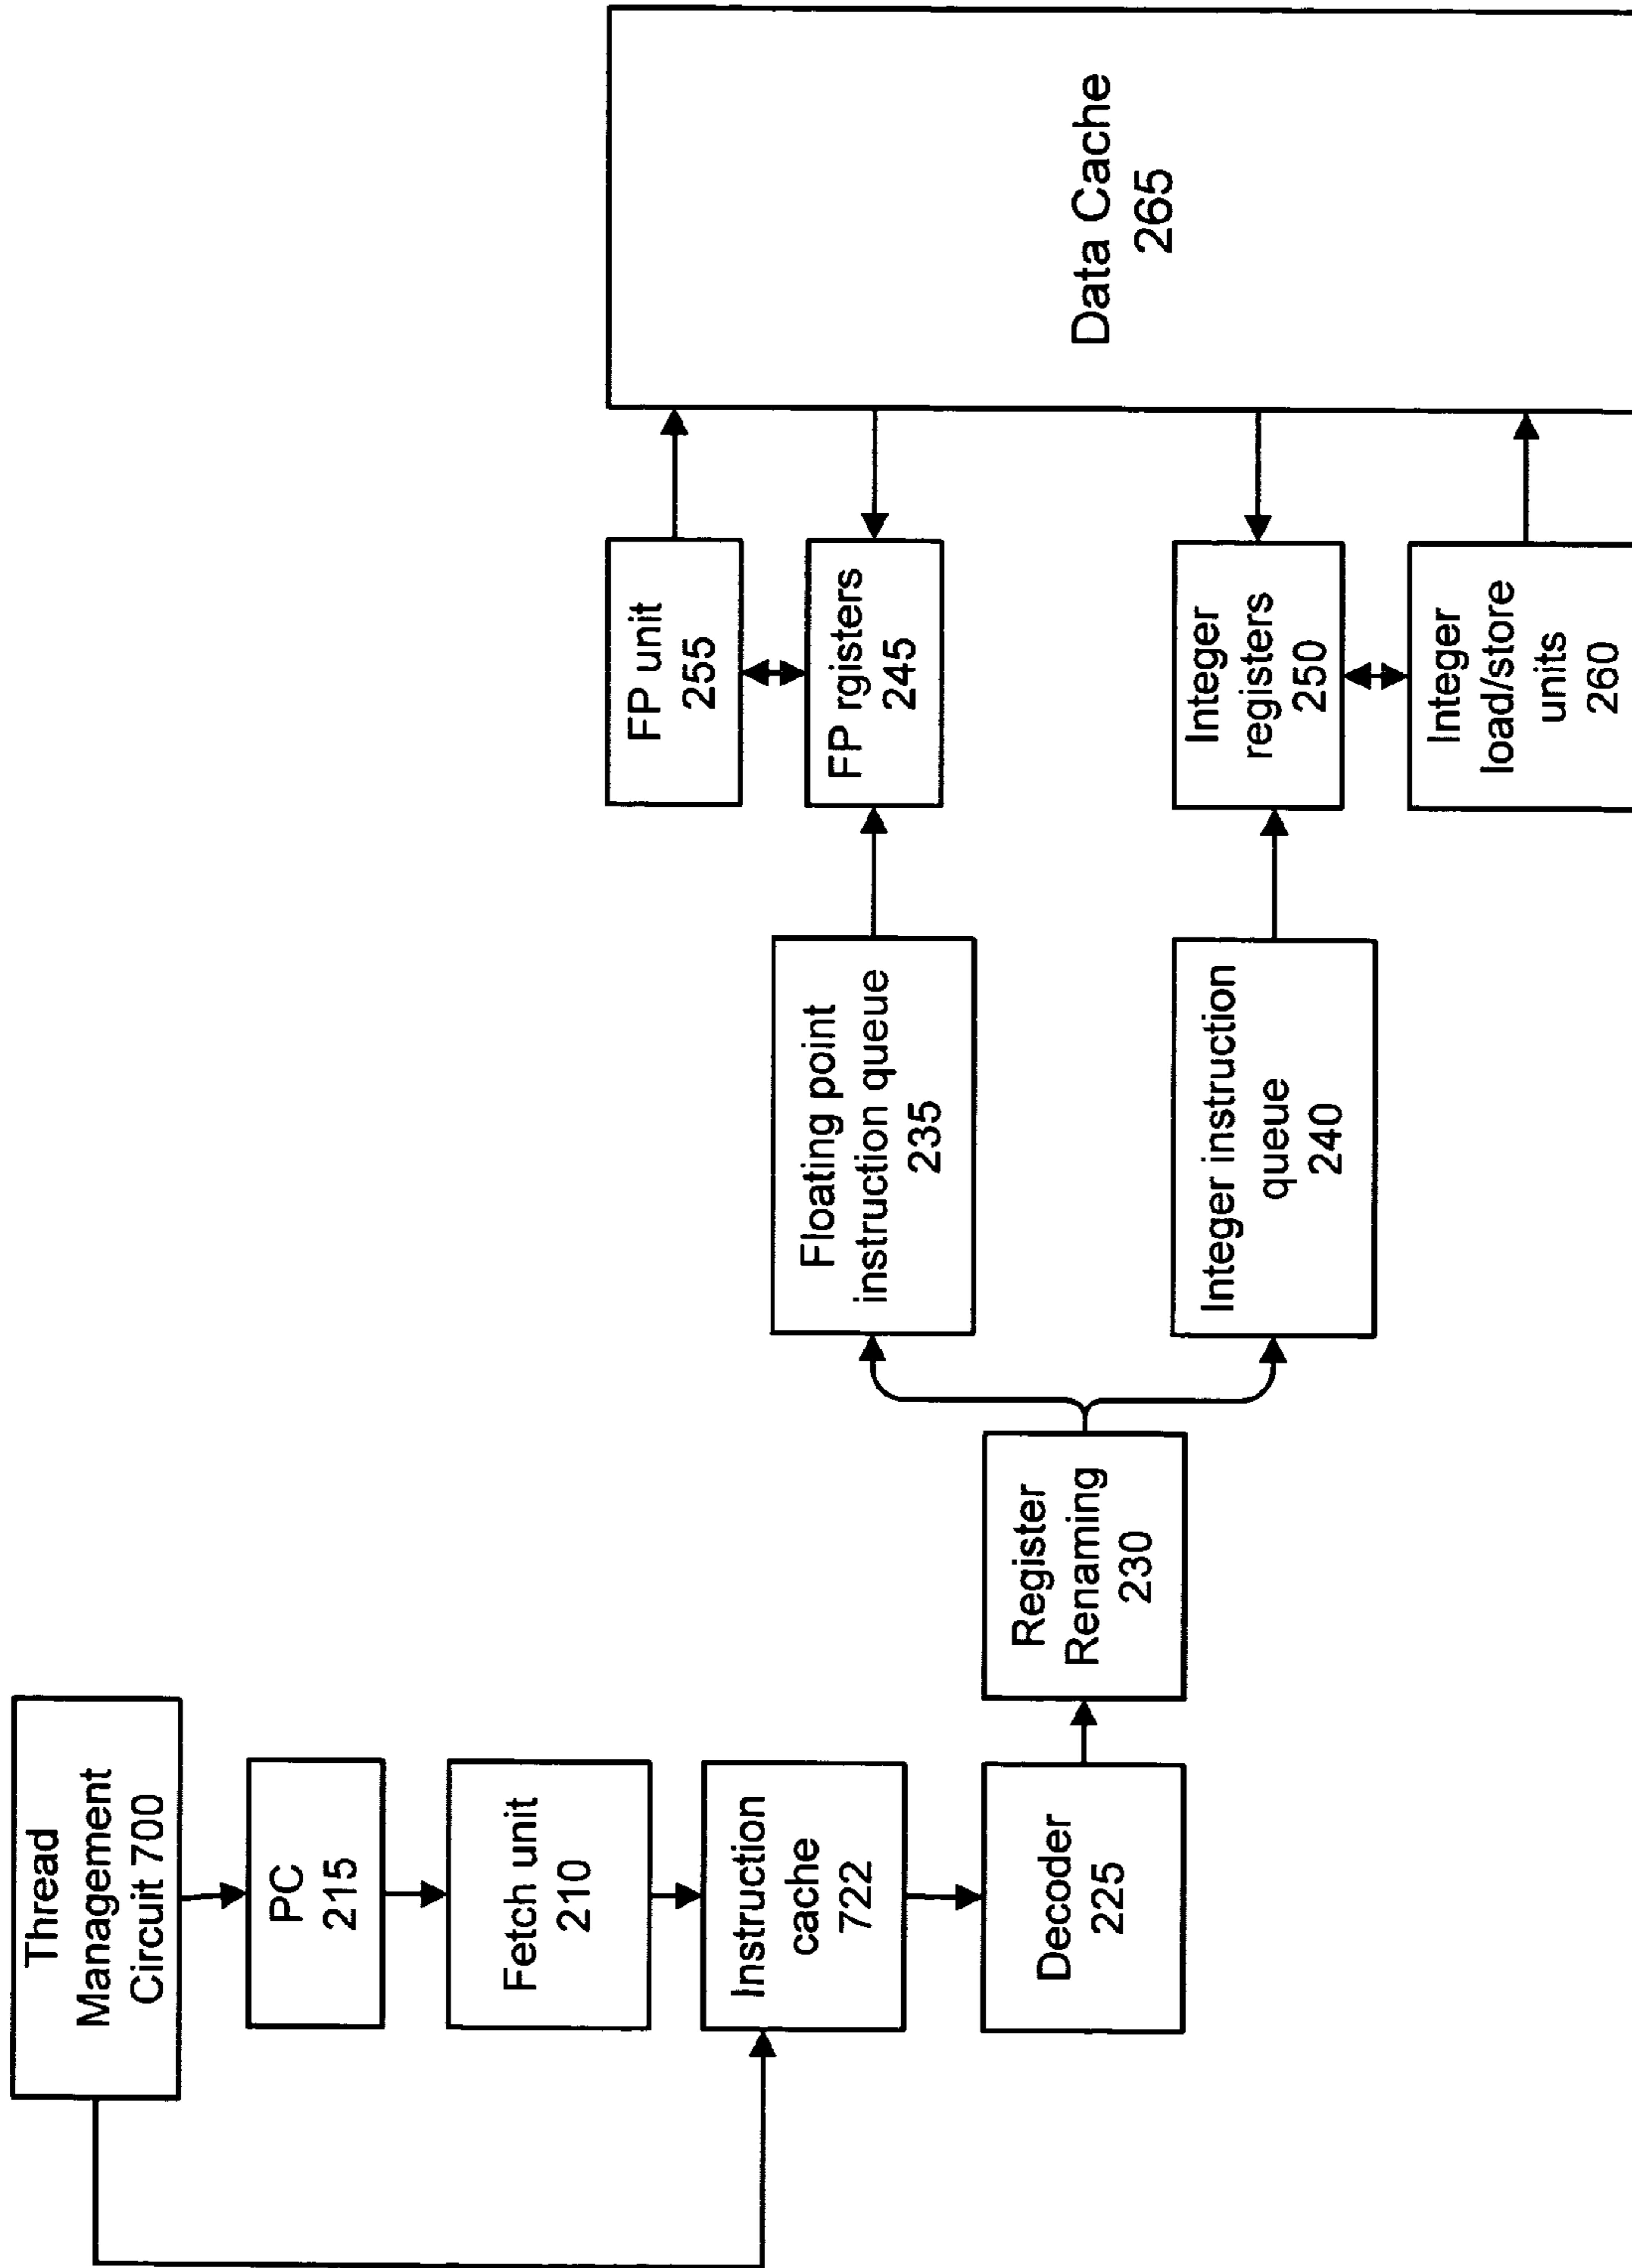 Thread
Management
Circuit 700
PC
215
Fetch unit
210
Instruction
cache
722
Decoder
225
Register
Renaming
230
Floating point
instruction queue
235
Integer instruction
queue
240
FP unit
255
FP rgisters
245
Integer
registers
250
Integer
load/store
units
260
Data Cache
265